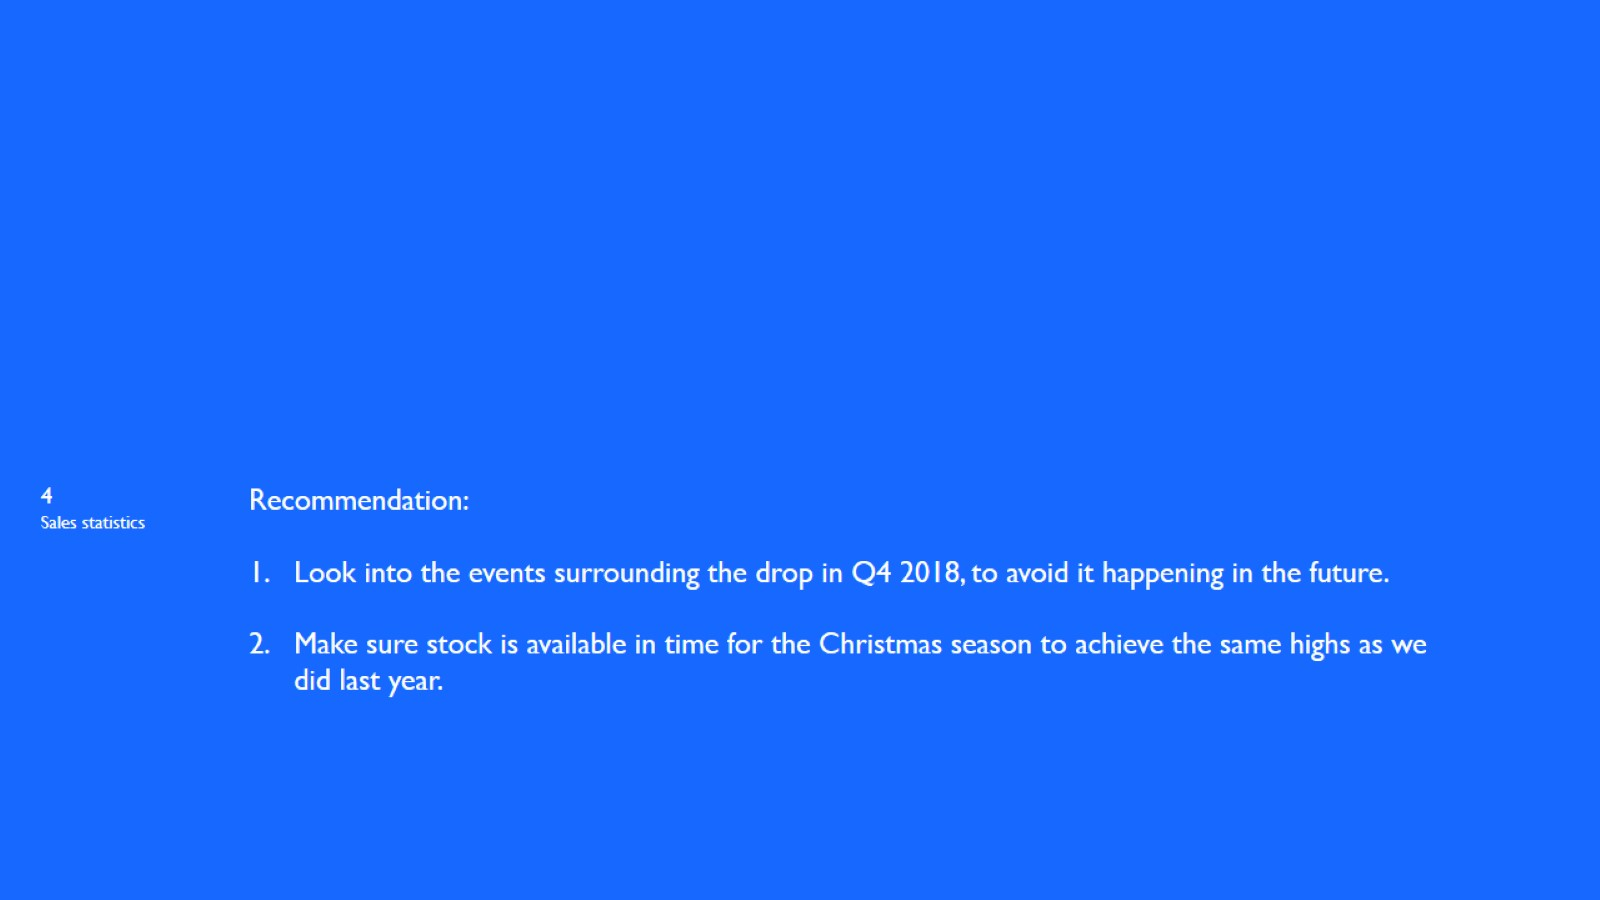 4
Sales statistics
Recommendation:
1. Look into the events surrounding the drop in Q4 2018, to avoid it happening in the future.
2. Make sure stock is available in time for the Christmas season to achieve the same highs as we
did last year.